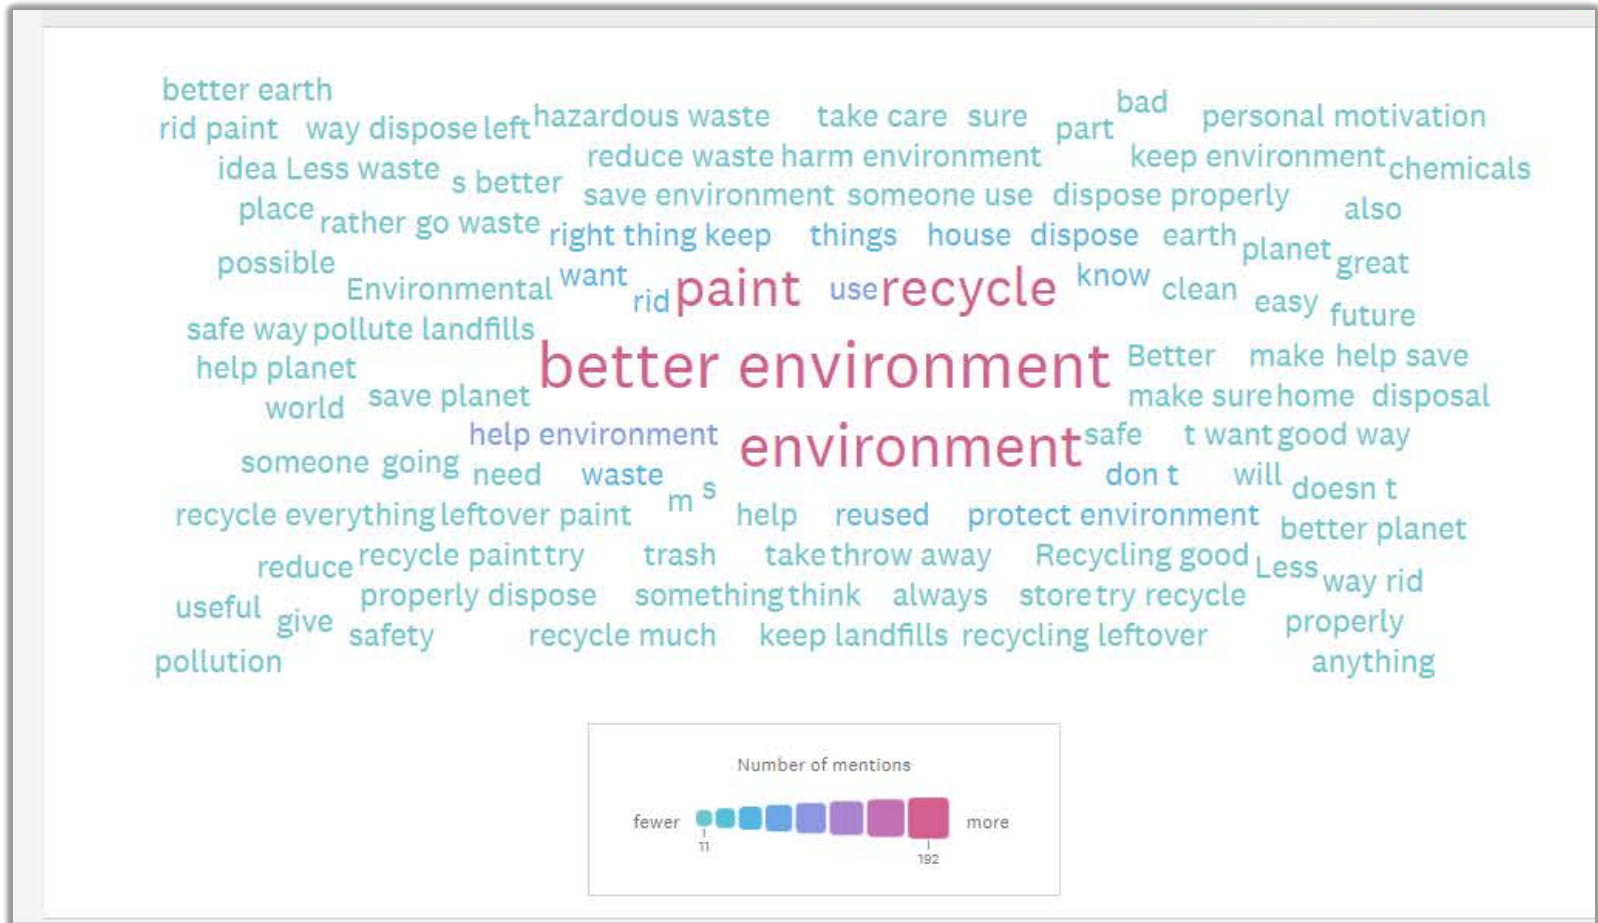 better earth
bad
hazardous waste take care sure personal motivation
rid paint way dispose left part
reduce waste harm environment keep environment
idea Less waste chemicals
s better
save environment someone use dispose properly
place also
rather go waste
right thing keep things house dispose earth
planet
possible great
Environmental want know clean
rid paint use recycle easy
future
safe way pollute landfills
help planet better environment Better make help save
save planet make sure home disposal
world
help environment environment safe t want good way
someone going
need waste don t will
m s doesn t
recycle everything leftover paint help reused protect environment
better planet
recycle paint try trash take throw away Recycling good
reduce Less
way rid
properly dispose something think always store try recycle
useful
give properly
safety recycle much keep landfills recycling leftover
pollution anything
Number of mentions
fewer more
11
192